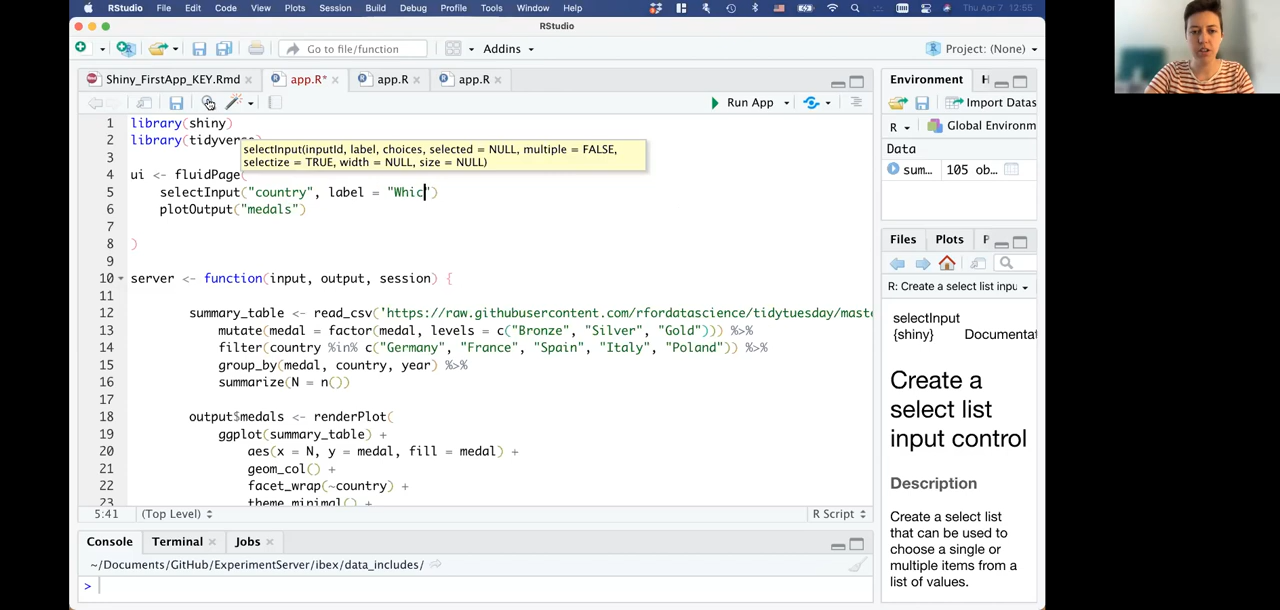 RStudio File Code View Plots Session Build Debug Profile Tools Window Help Thu Apr 7 12:55
RStudio
Go to file/function Addins Project: (None)
Shiny_FirstApp_KEY.Rmd app.R* app.R app.R
Run App
1 library(shiny)
2 library(tidyverse)
selectInput(inputId, label, choices, selected = NULL, multiple = FALSE,
selectize = TRUE, width = NULL, size = NULL)
3
4 ui <- fluidPage(
5 selectInput("country", label = "Whic")
6 plotOutput("medals")
7
8 )
9
10 server <- function(input, output, session) {
11
12 summary_table <- read_csv('https://raw.githubusercontent.com/rfordatascience/tidytuesday/maste
13 mutate(medal = factor(medal, levels = c("Bronze", "Silver", "Gold"))) %>%
14 filter(country %in% c("Germany", "France", "Spain", "Italy", "Poland")) %>%
15 group_by(medal, country, year) %>%
16 summarize(N = n())
17
18 output$medals <- renderPlot(
19 ggplot(summary_table) +
20 aes(x = N, y = medal, fill = medal) +
21 geom_col() +
22 facet_wrap(~country) +
23 theme_minimal() +
5:41 (Top Level) R Script
Console Terminal Jobs
~/Documents/GitHub/ExperimentServer/ibex/data_includes/
>
Environment H
Import Datas
R Global Environm
Data
sum... 105 ob...
Files Plots P
R: Create a select list inpu
selectInput
{shiny} Documentat
Create a
select list
input control
Description
Create a select list
that can be used to
choose a single or
multiple items from a
list of values.